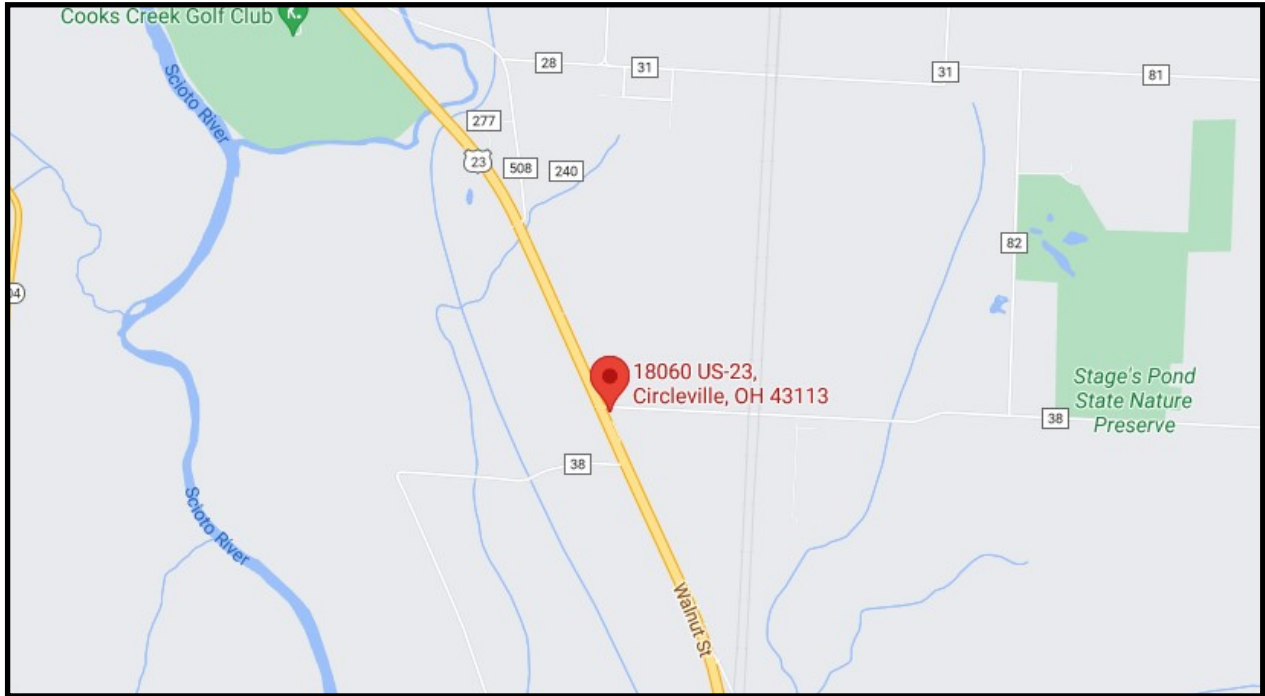 Cooks Creek Golf Club
Scioto River
28
31
31
81
277
23
508
240
82
18060 US-23,
Circleville, OH 43113
Stage's Pond
State Nature
Preserve
38
38
Scioto River
Walnut St